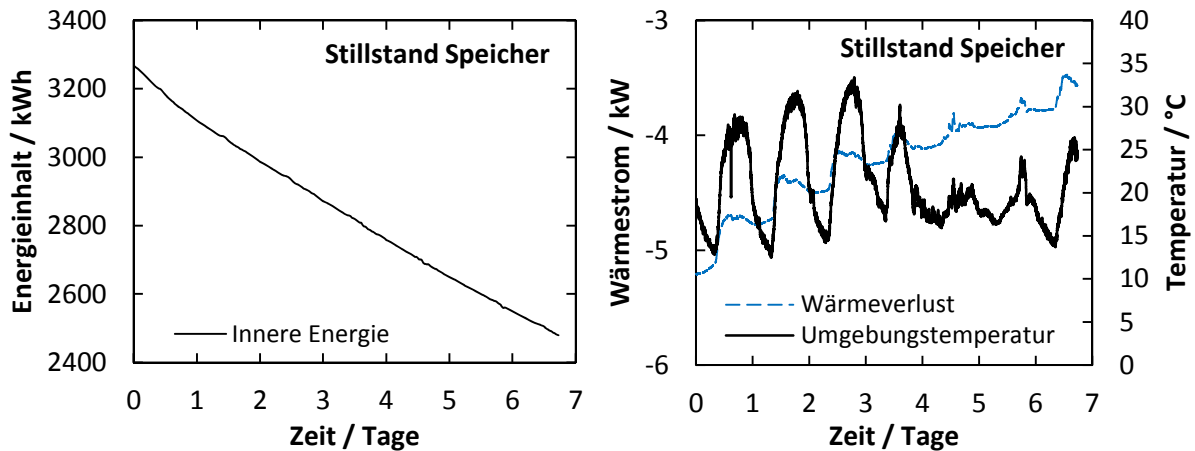 Stillstand Speicher
Energieinhalt / kWh
3400
3200
3000
2800
2600
2400
Innere Energie
0 1 2 3 4 5 6 7
Zeit / Tage
Stillstand Speicher
Wärmestrom / kW
-3
-4
-5
-6
Wärmeverlust
Umgebungstemperatur
0 1 2 3 4 5 6 7
Zeit / Tage
40
35
30
25
20
15
10
5
0
Temperatur / °C